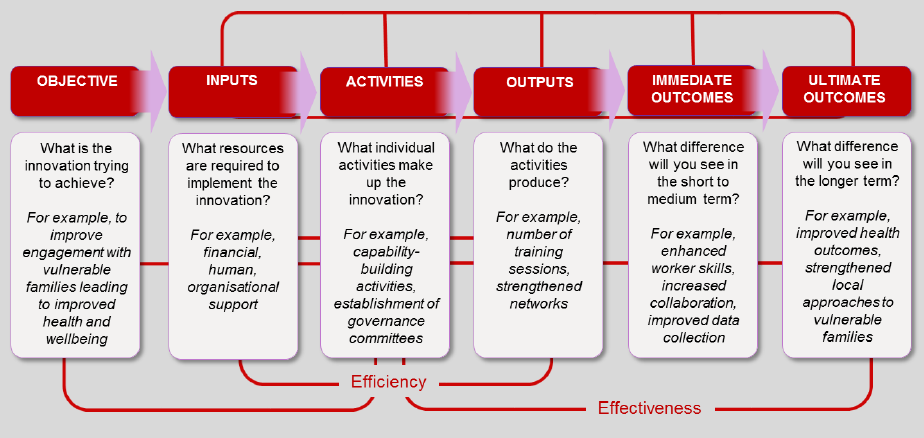 OBJECTIVE
INPUTS
ACTIVITIES
OUTPUTS
IMMEDIATE
OUTCOMES
ULTIMATE
OUTCOMES
What is the
innovation trying
to achieve?
For example, to
improve
engagement with
vulnerable
families leading
to improved
health and
wellbeing
What resources
are required to
implement the
innovation?
For example,
financial,
human,
organisational
support
What individual
activities make
up the
innovation?
For example,
capability-
building
activities,
establishment of
governance
committees
What do the
activities
produce?
For example,
number of
training
sessions,
strengthened
networks
What difference
will you see in
the short to
medium term?
For example,
enhanced
worker skills,
increased
collaboration,
improved data
collection
What difference
will you see in
the longer term?
For example,
improved health
outcomes,
strengthened
local
approaches to
vulnerable
families
Efficiency
Effectiveness